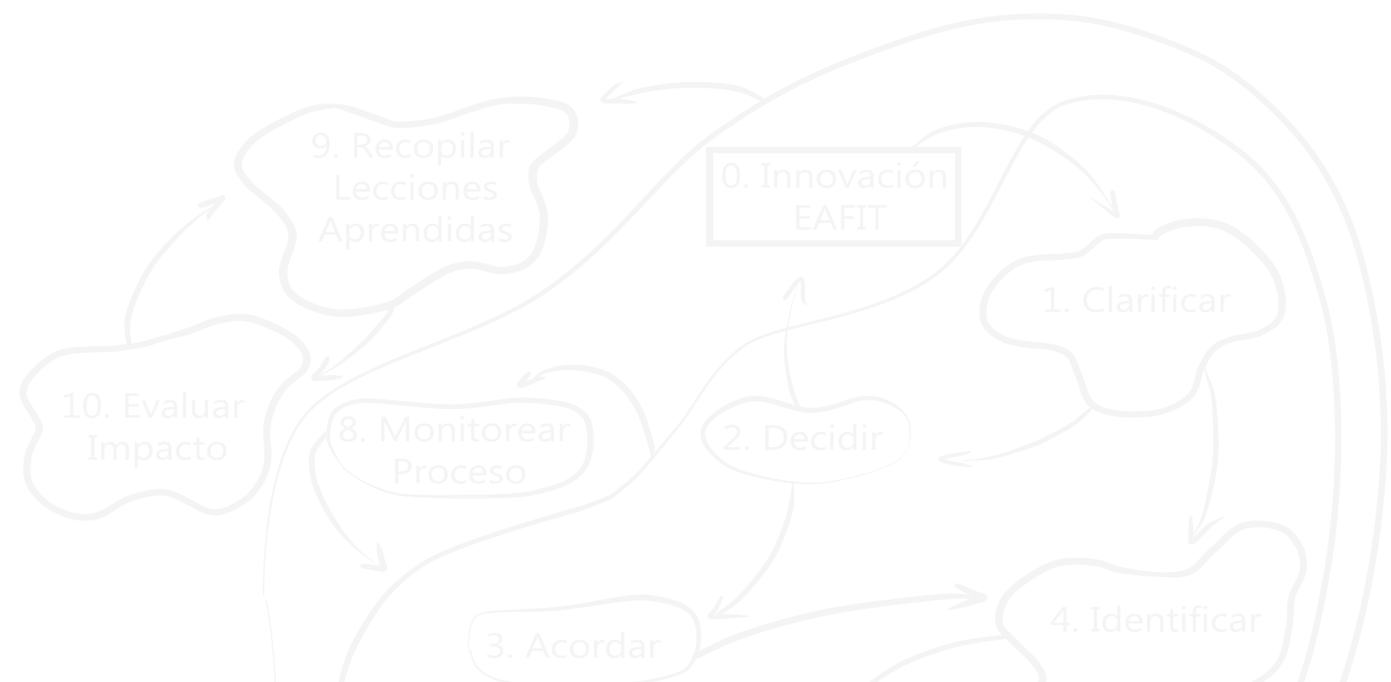 9. Recopilar
Lecciones
Aprendidas
0. Innovación
EAFIT
1. Clarificar
10. Evaluar
Impacto
8. Monitorear
Proceso
2. Decidir
3. Acordar
4. Identificar